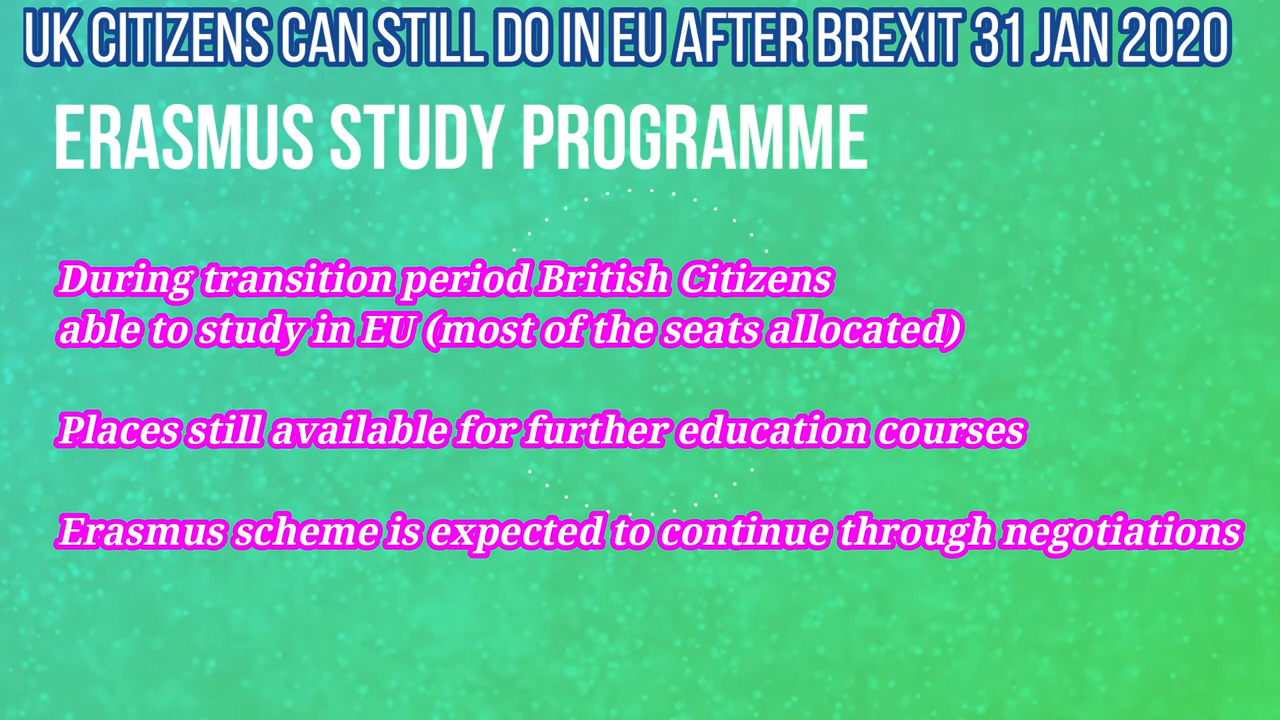 UK CITIZENS CAN STILL DO IN EU AFTER BREXIT 31 JAN 2020
ERASMUS STUDY PROGRAMME
During transition period British Citizens
able to study in EU (most of the seats allocated)
Places still available for further education courses
Erasmus scheme is expected to continue through negotiations